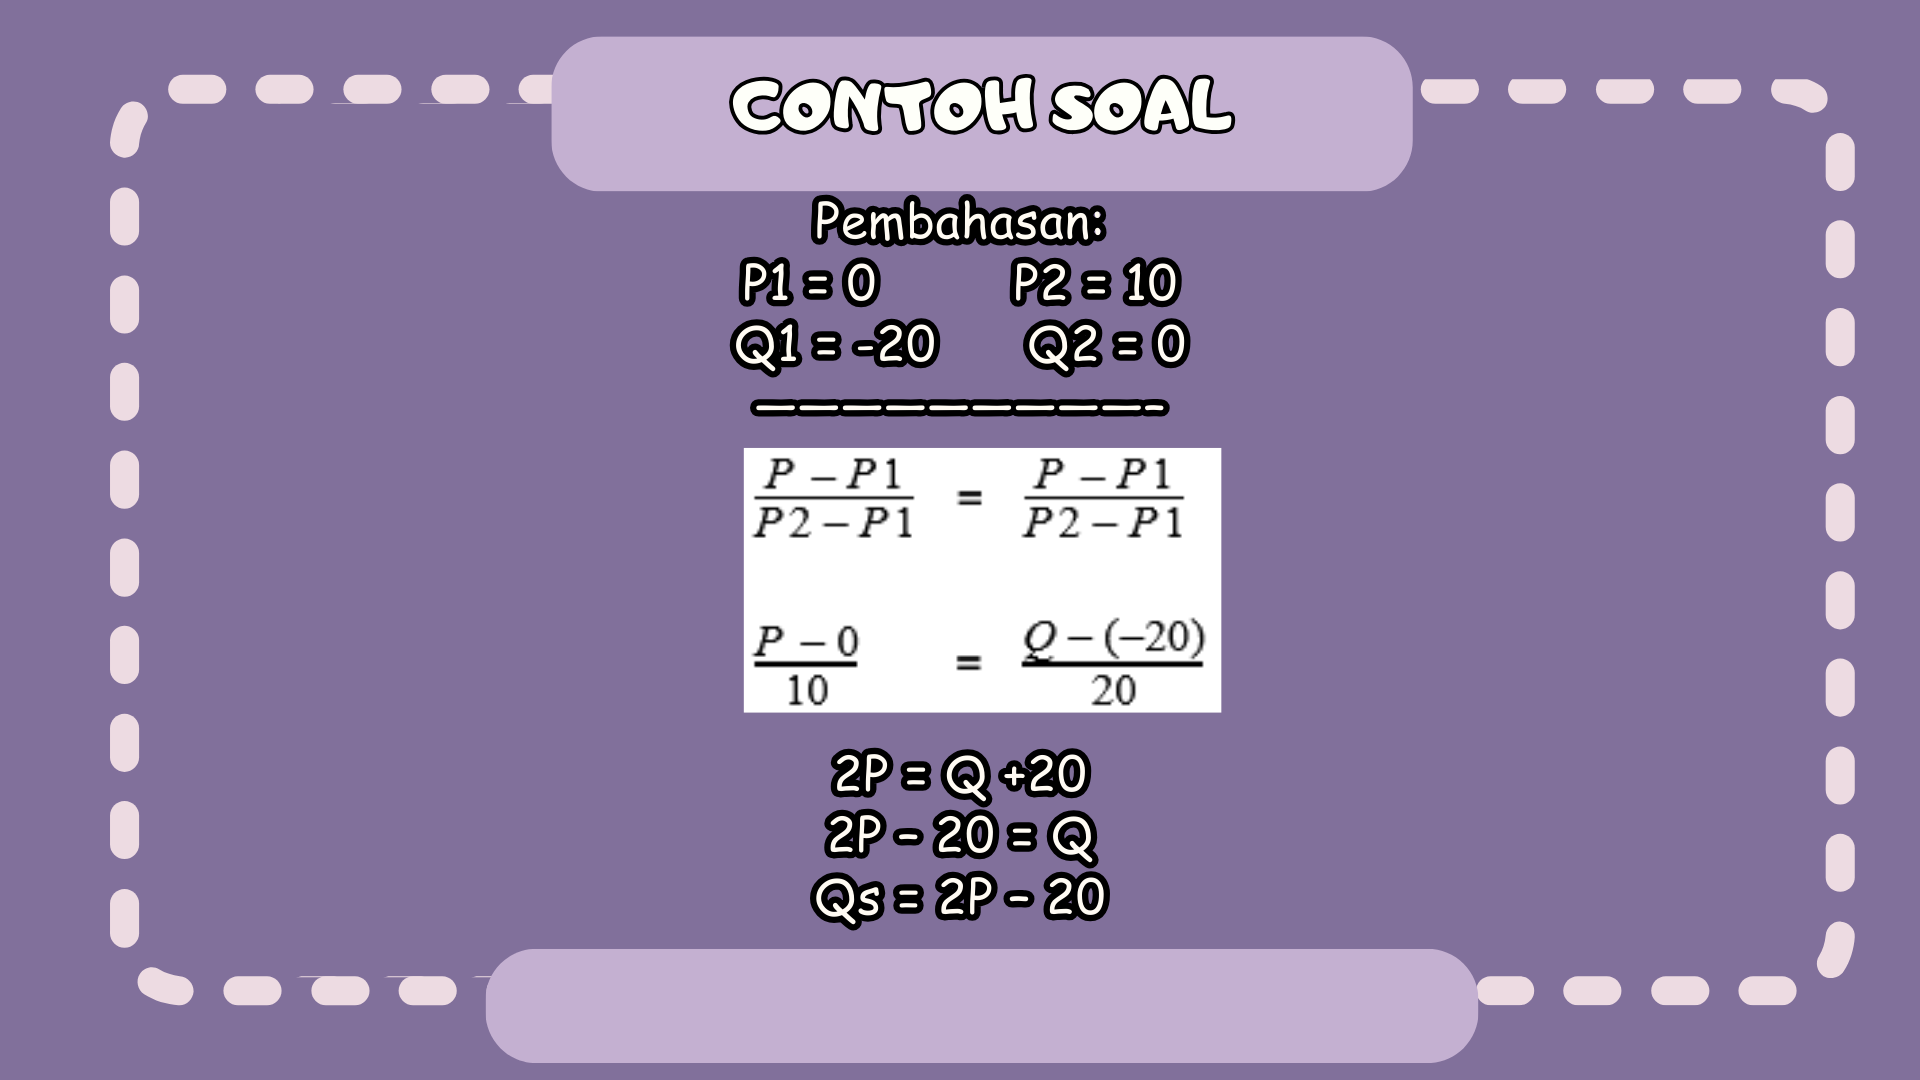 CONTOH SOAL
Pembahasan:
P1 = 0 P2 = 10
Q1 = -20 Q2 = 0
———————————-
P – P1 / P2 – P1 = P – P1 / P2 – P1
P – 0 / 10 = Q – (–20) / 20
2P = Q +20
2P – 20 = Q
Qs = 2P – 20